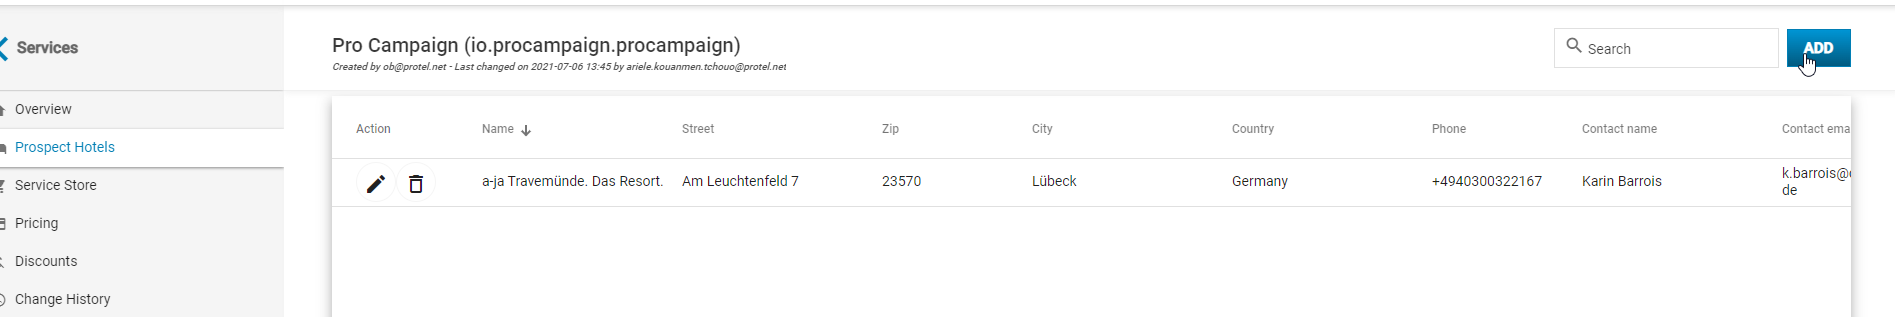 Services
Pro Campaign (io.procampaign.procampaign)
Created by ob@protel.net - Last changed on 2021-07-06 13:45 by ariele.kouanmen.tchouo@protel.net
Search
ADD
Overview
Prospect Hotels
Service Store
Pricing
Discounts
Change History
Action Name Street Zip City Country Phone Contact name Contact ema
a-ja Travemünde. Das Resort. Am Leuchtenfeld 7 23570 Lübeck Germany +4940300322167 Karin Barrois k.barrois@
de